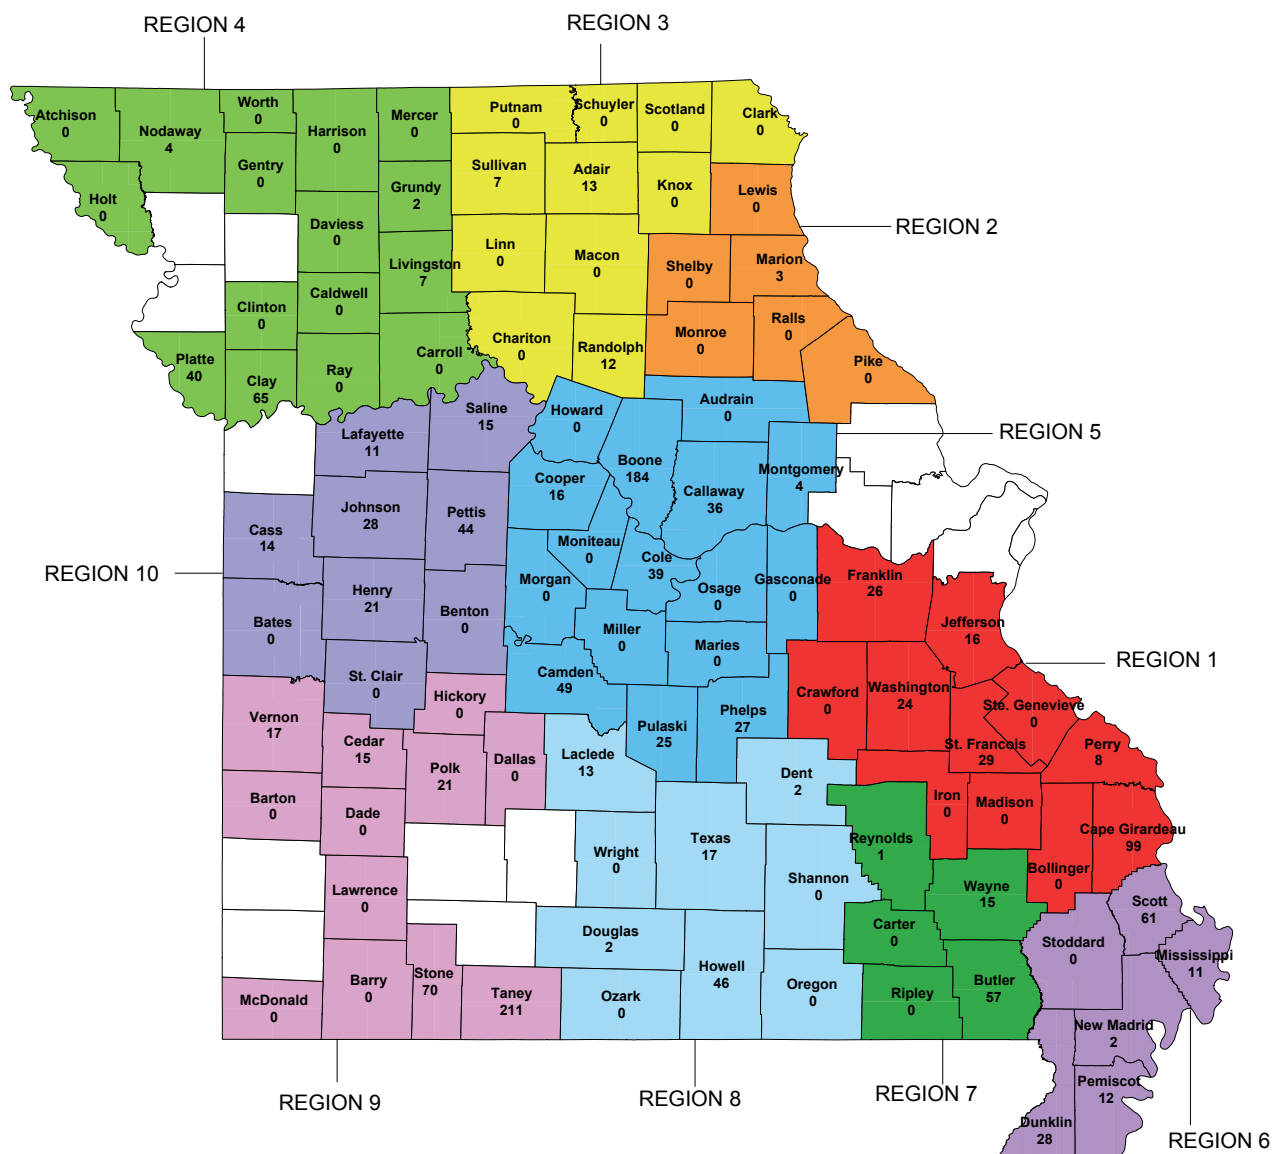 REGION 4
REGION 3
Atchison
0
Nodaway
4
Worth
0
Harrison
0
Mercer
0
Putnam
0
Schuyler
0
Scotland
0
Clark
0
Gentry
0
Sullivan
7
Adair
13
Knox
0
Lewis
0
Holt
0
Grundy
2
Daviess
0
REGION 2
Linn
0
Macon
0
Shelby
0
Marion
3
Livingston
7
Clinton
0
Caldwell
0
Chariton
0
Randolph
12
Monroe
0
Ralls
0
Platte
40
Clay
65
Ray
0
Carroll
0
Pike
0
Saline
15
Howard
0
Audrain
0
Lafayette
11
REGION 5
Boone
184
Cooper
16
Callaway
36
Montgomery
4
Johnson
28
Pettis
44
Cass
14
Moniteau
0
Cole
39
REGION 10
Henry
21
Morgan
0
Osage
0
Gasconade
0
Franklin
26
Bates
0
Benton
0
Miller
0
Maries
0
Jefferson
16
REGION 1
St. Clair
0
Hickory
0
Camden
49
Crawford
0
Washington
24
Ste. Genevieve
0
Vernon
17
Cedar
15
Pulaski
25
Phelps
27
St. Francois
29
Perry
8
Polk
21
Dallas
0
Laclede
13
Dent
2
Barton
0
Dade
0
Iron
0
Madison
0
Cape Girardeau
99
Wright
0
Texas
17
Reynolds
1
Bollinger
0
Lawrence
0
Shannon
0
Wayne
15
Scott
61
Douglas
2
Carter
0
Stoddard
0
Mississippi
11
McDonald
0
Barry
0
Stone
70
Taney
211
Ozark
0
Howell
46
Oregon
0
Ripley
0
Butler
57
New Madrid
2
Pemiscot
12
Dunklin
28
REGION 9
REGION 8
REGION 7
REGION 6